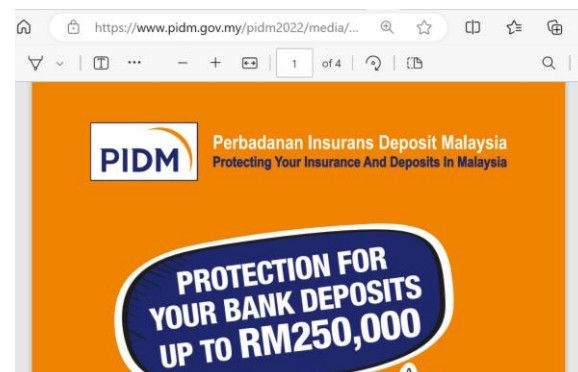 https://www.pidm.gov.my/pidm2022/media/...
1 of 4
PIDM
Perbadanan Insurans Deposit Malaysia
Protecting Your Insurance And Deposits In Malaysia
PROTECTION FOR
YOUR BANK DEPOSITS
UP TO RM250,000